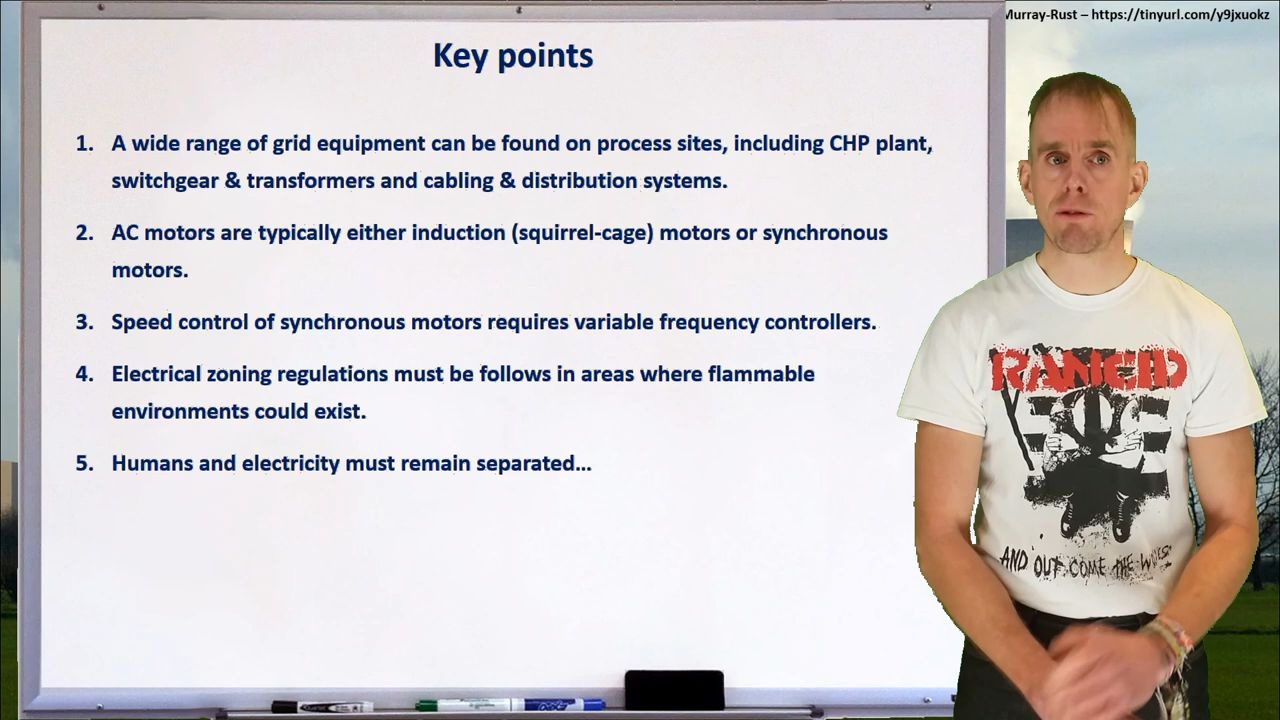 Murray-Rust – https://tinyurl.com/y9jxuokz
Key points
1. A wide range of grid equipment can be found on process sites, including CHP plant,
switchgear & transformers and cabling & distribution systems.
2. AC motors are typically either induction (squirrel-cage) motors or synchronous
motors.
3. Speed control of synchronous motors requires variable frequency controllers.
4. Electrical zoning regulations must be follows in areas where flammable
environments could exist.
5. Humans and electricity must remain separated...
RANCID
AND OUT COME THE WOLVES